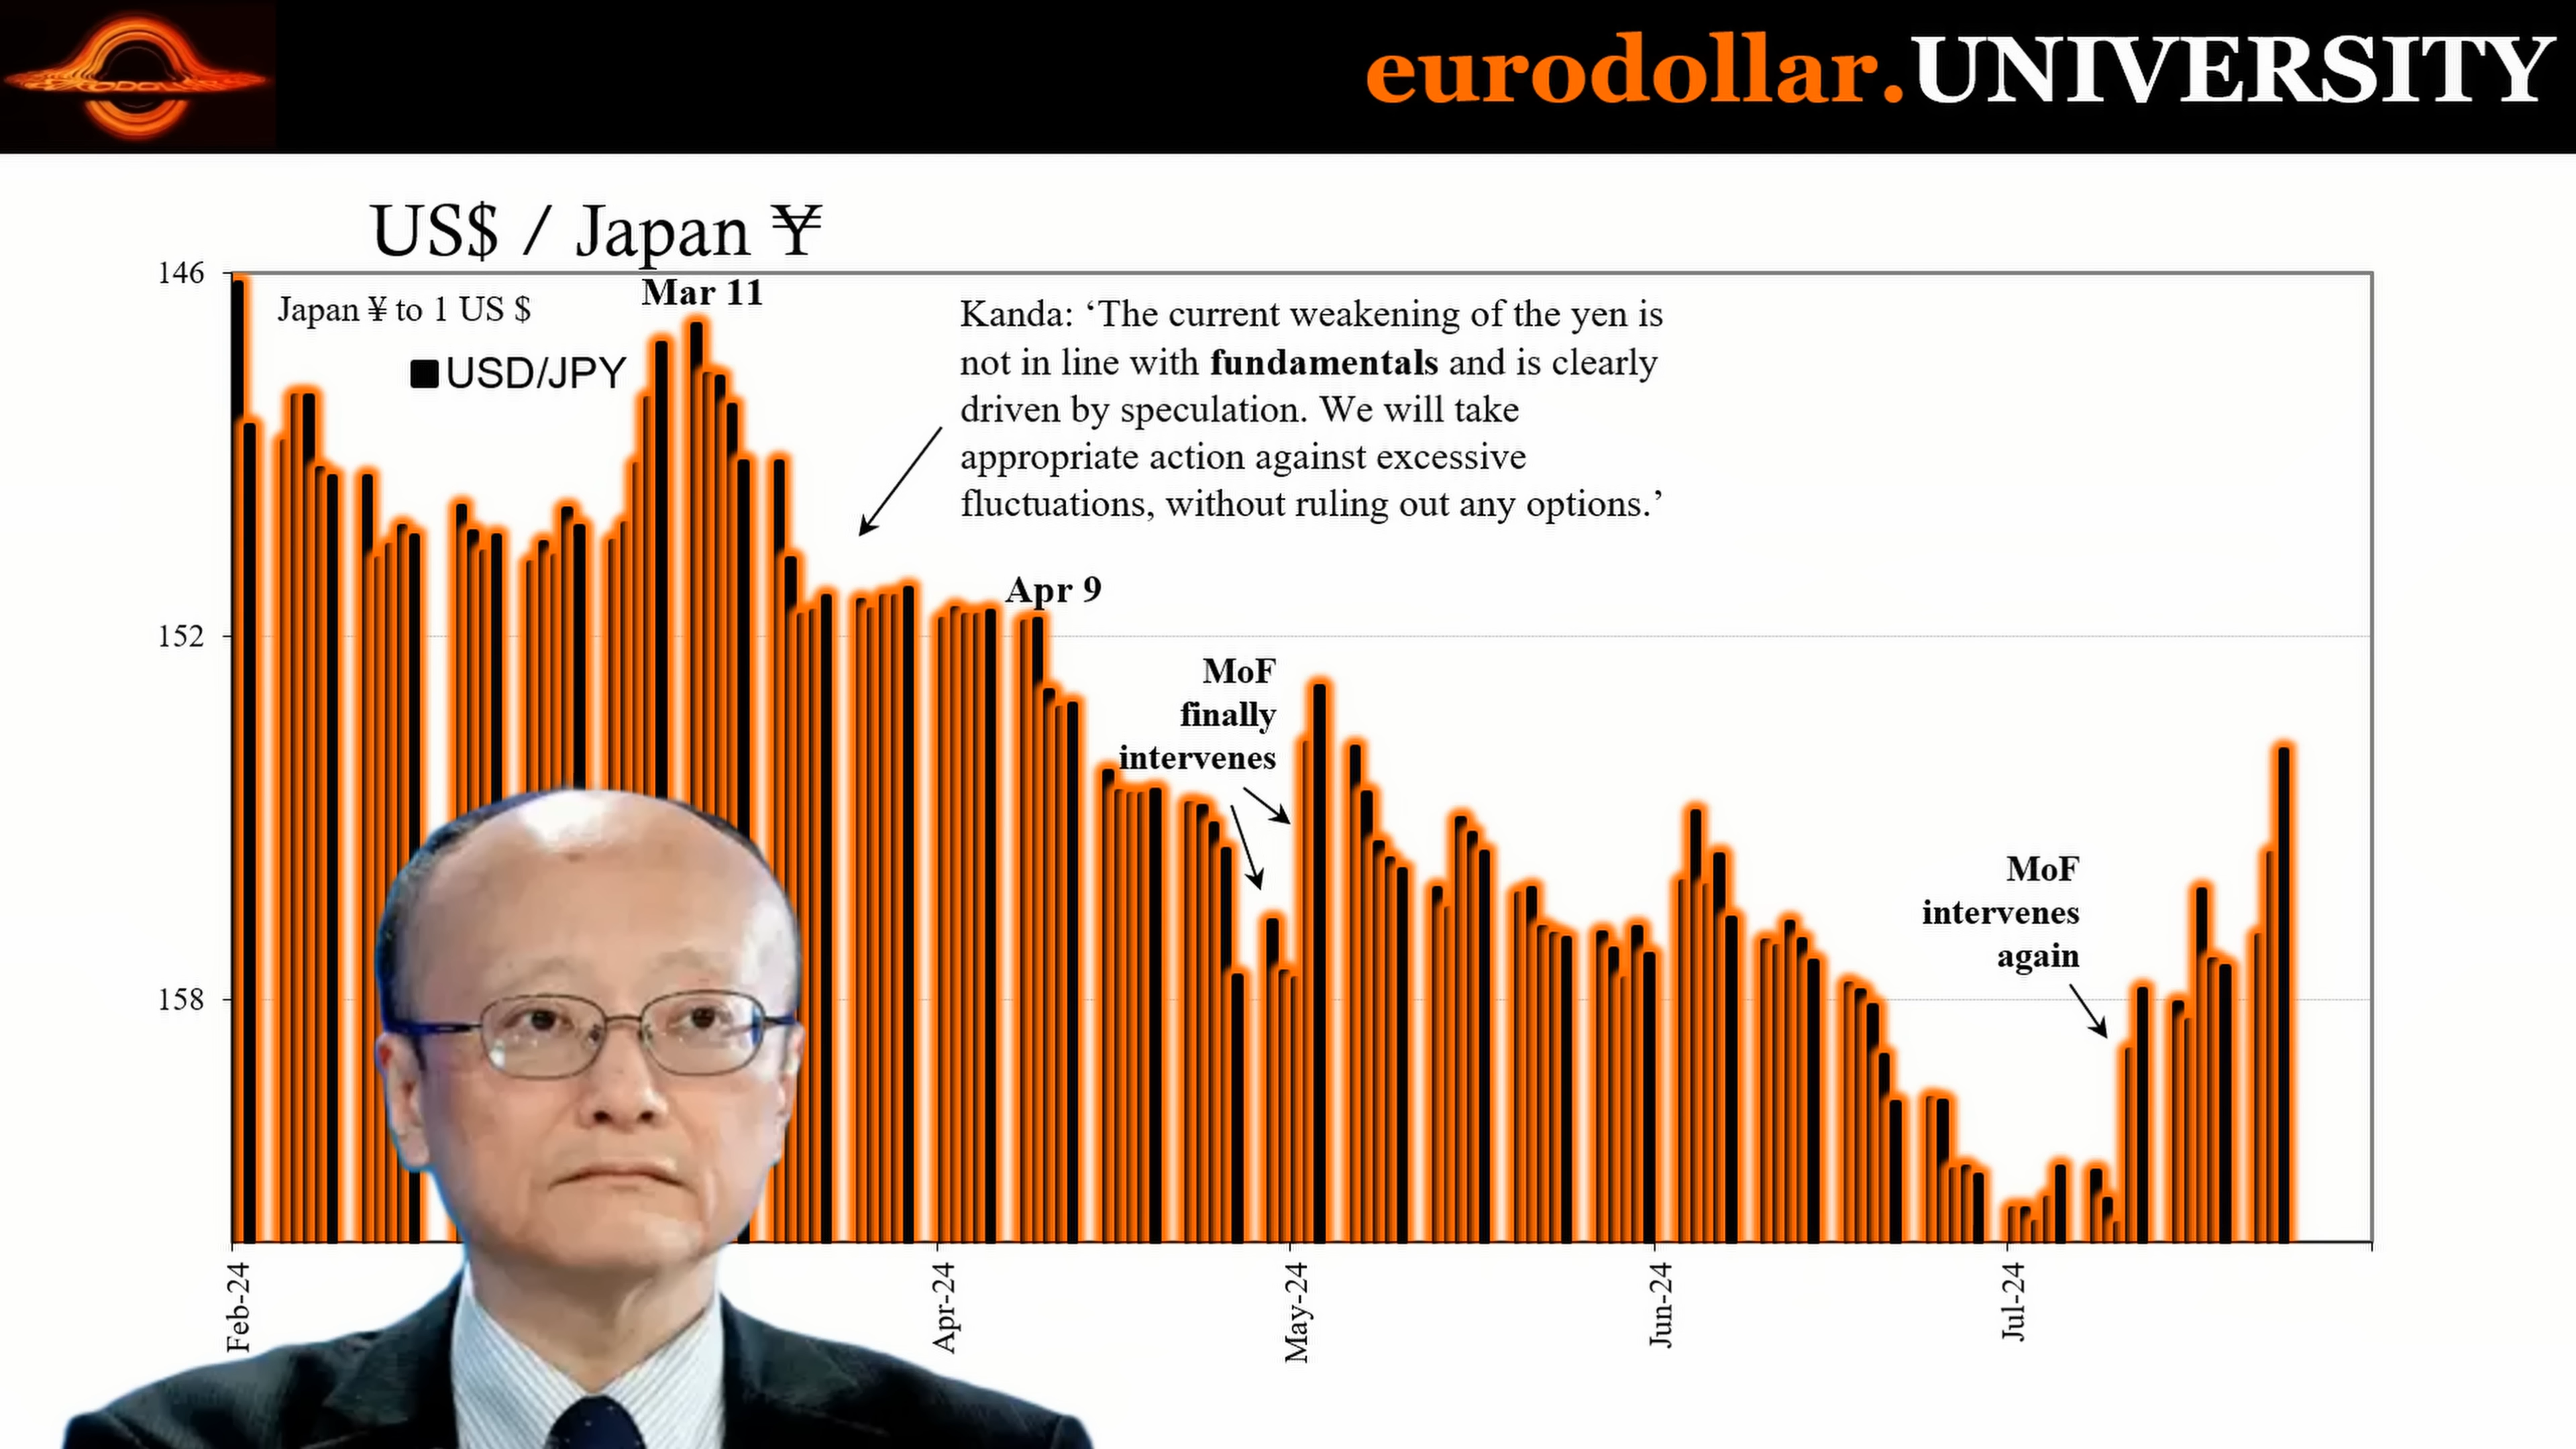 eurodollar.UNIVERSITY
US$ / Japan ¥
146
Japan ¥ to 1 US $
USD/JPY
Mar 11
Kanda: ‘The current weakening of the yen is
not in line with fundamentals and is clearly
driven by speculation. We will take
appropriate action against excessive
fluctuations, without ruling out any options.’
Apr 9
152
MoF
finally
intervenes
MoF
intervenes
again
158
Feb-24
Apr-24
May-24
Jun-24
Jul-24